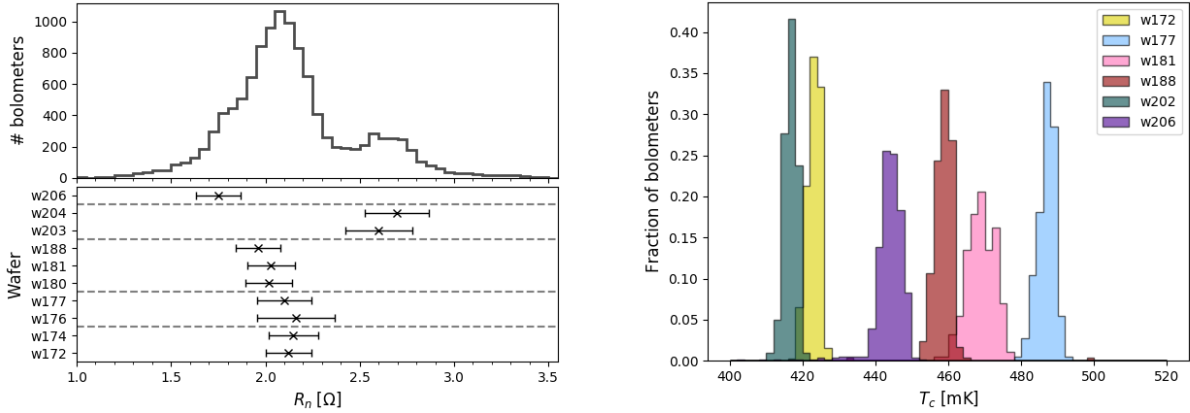 # bolometers
1000
800
600
400
200
0
Wafer
w206
w204
w203
w188
w181
w180
w177
w176
w174
w172
1.0 1.5 2.0 2.5 3.0 3.5
Rₙ [Ω]
Fraction of bolometers
0.40
0.35
0.30
0.25
0.20
0.15
0.10
0.05
0.00
w172
w177
w181
w188
w202
w206
400 420 440 460 480 500 520
T_c [mK]